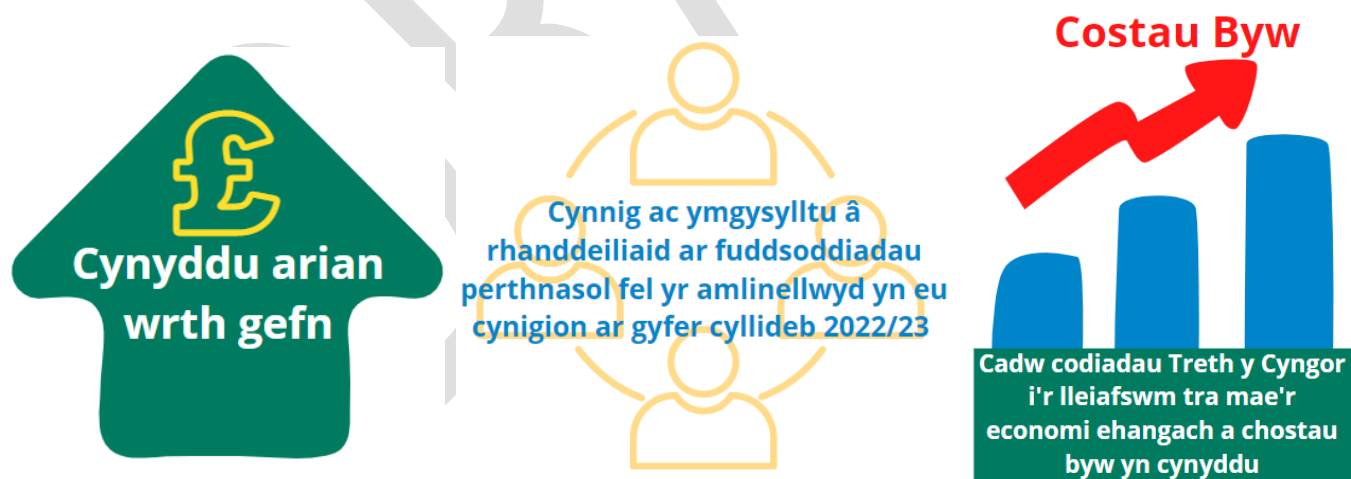 £
Cynyddu arian
wrth gefn
Cynnig ac ymgysylltu â
rhanddeiliaid ar fuddsoddiadau
perthnasol fel yr amlinellwyd yn eu
cynigion ar gyfer cyllideb 2022/23
Costau Byw
Cadw codiadau Treth y Cyngor
i'r lleiafswm tra mae'r
economi ehangach a chostau
byw yn cynyddu